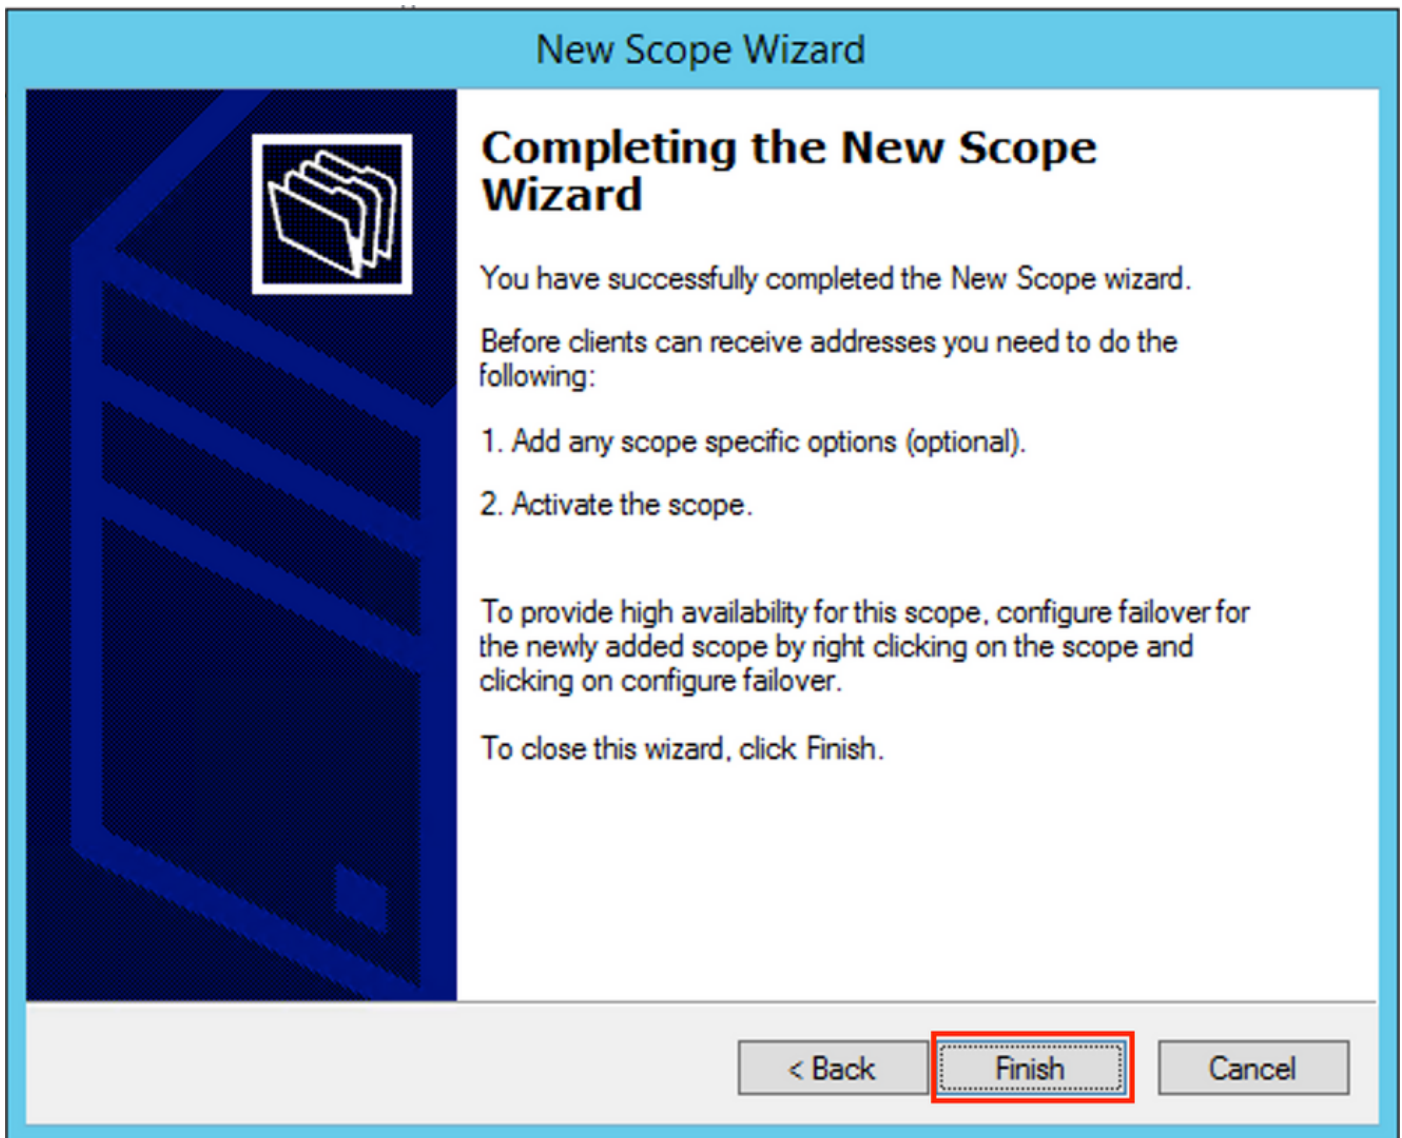 New Scope Wizard
Completing the New Scope
Wizard
You have successfully completed the New Scope wizard.
Before clients can receive addresses you need to do the
following:
1. Add any scope specific options (optional).
2. Activate the scope.
To provide high availability for this scope, configure failover for
the newly added scope by right clicking on the scope and
clicking on configure failover.
To close this wizard, click Finish.
< Back
Finish
Cancel